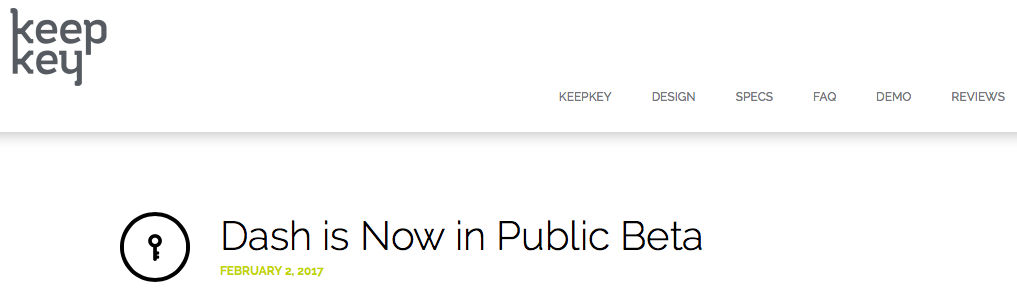 keep
key
KEEPKEY DESIGN SPECS FAQ DEMO REVIEWS
Dash is Now in Public Beta
FEBRUARY 2, 2017